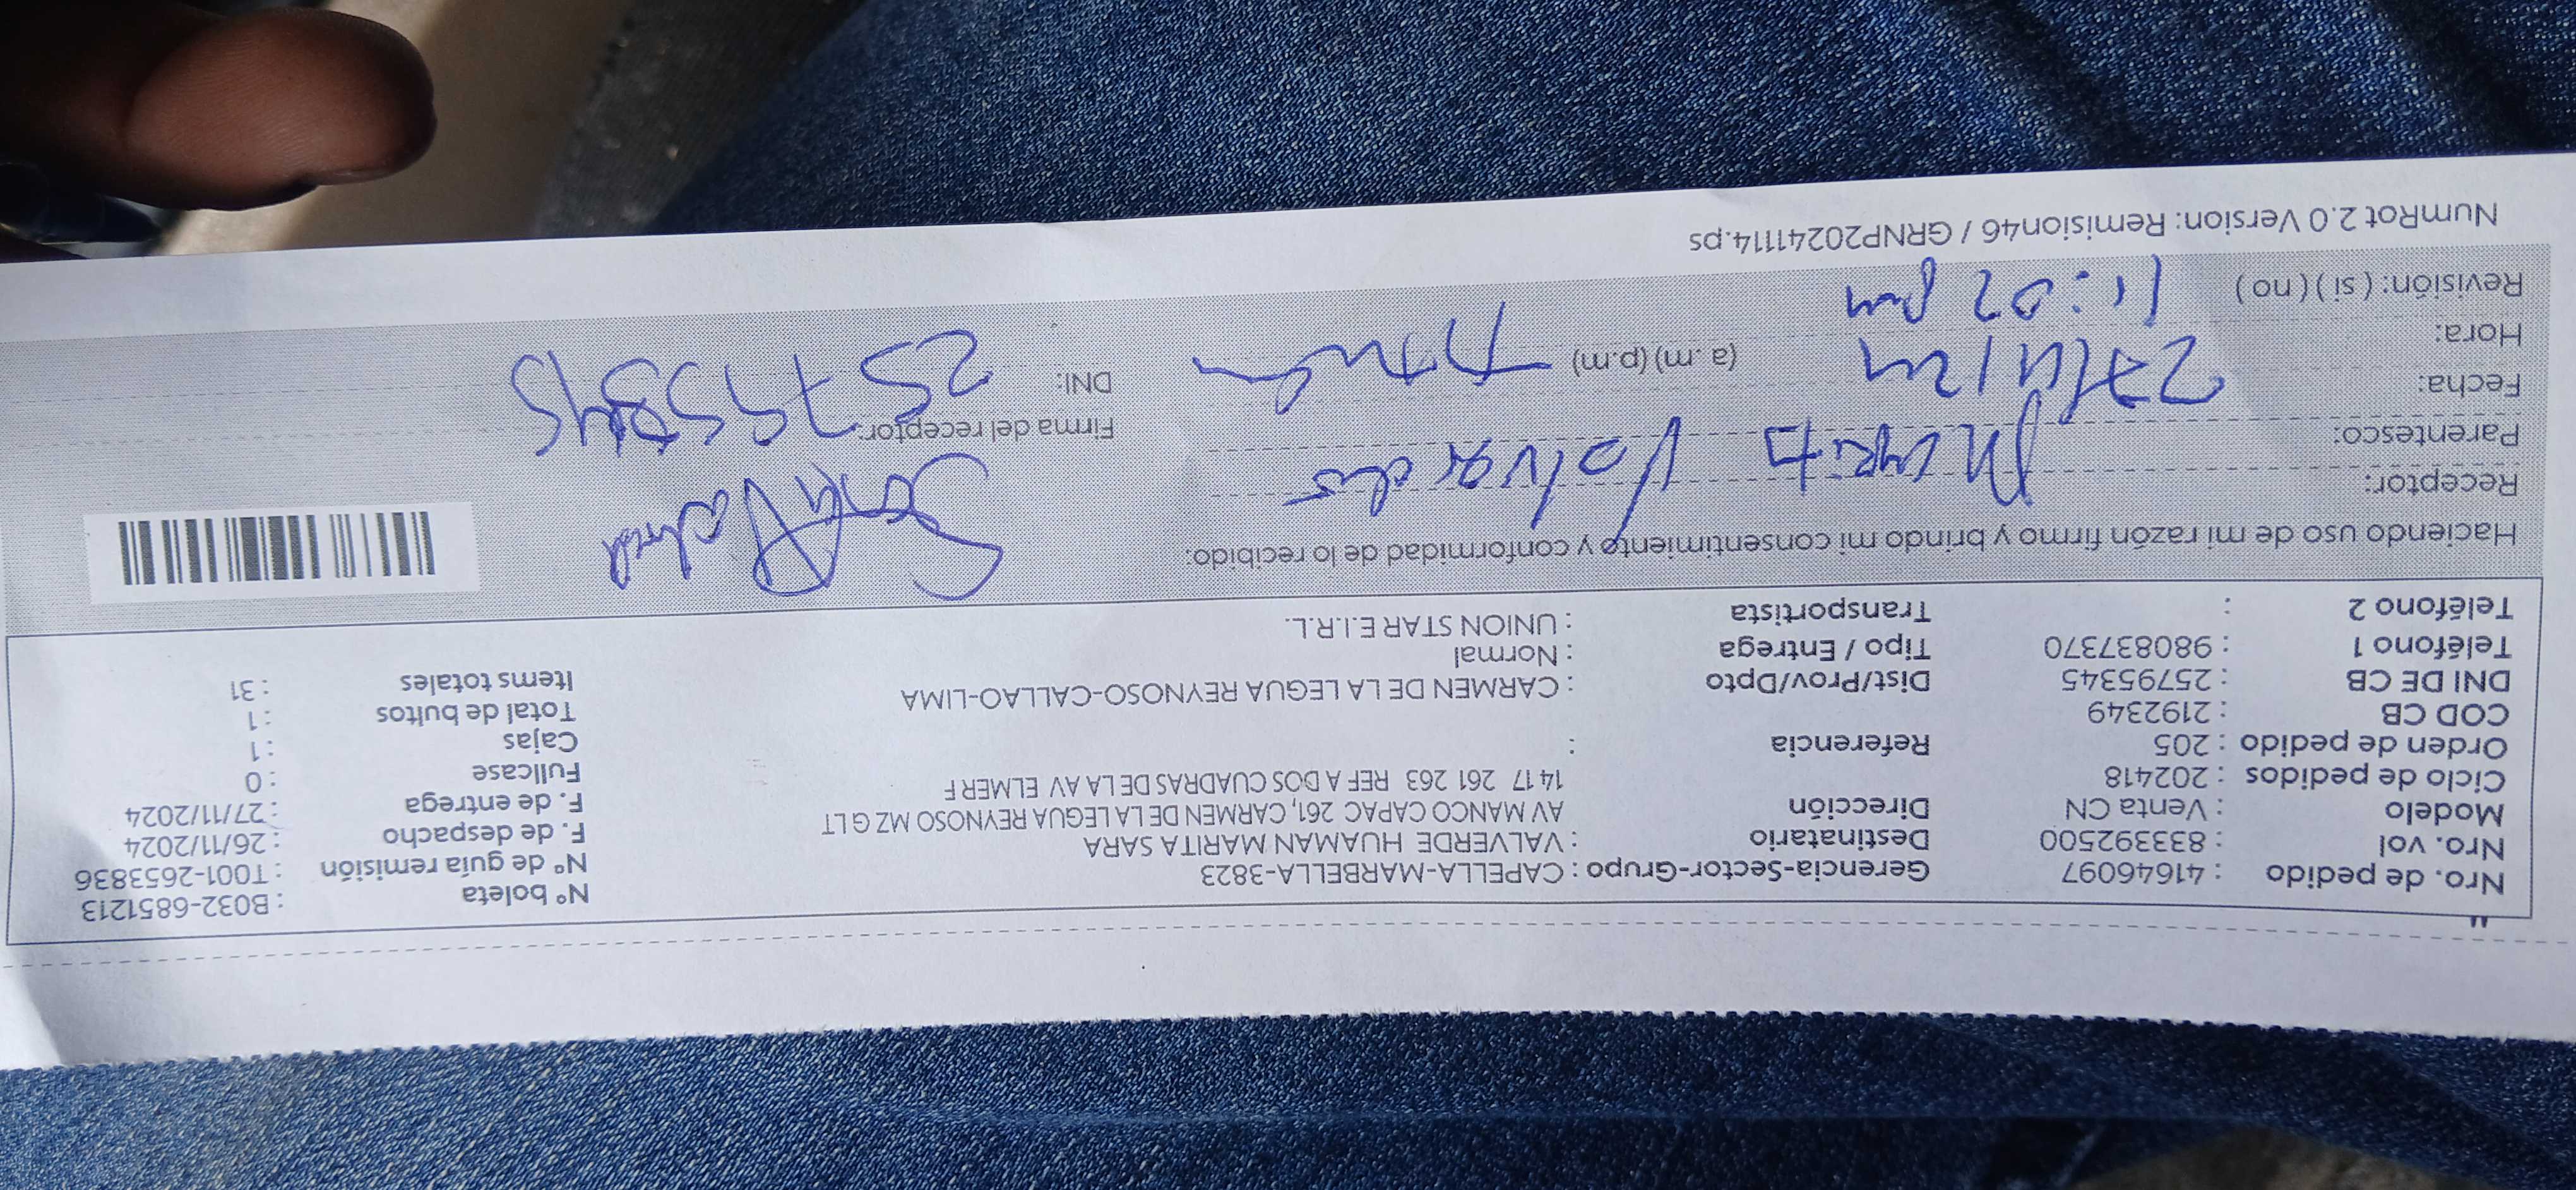 Nro. de pedido : 41646097 Gerencia-Sector-Grupo : CAPELLA-MARBELLA-3823 N° boleta : B032-6851213
Nro. vol : 833392500 Destinatario : VALVERDE HUAMAN MARITA SARA N° de guía remisión : T001-2653836
Modelo : Venta CN Dirección AV MANCO CAPAC 261, CARMEN DE LA LEGUA REYNOSO MZ G LT F. de despacho : 26/11/2024
Ciclo de pedidos : 202418 14 17 261 263 REF A DOS CUADRAS DE LA AV ELMER F F. de entrega : 27/11/2024
Orden de pedido : 205 Referencia : Fullcase : 0
COD CB : 2192349 Cajas : 1
DNI DE CB : 25795345 Dist/Prov/Dpto : CARMEN DE LA LEGUA REYNOSO-CALLAO-LIMA Total de bultos : 1
Teléfono 1 : 980837370 Tipo / Entrega : Normal Items totales : 31
Teléfono 2 : Transportista : UNION STAR E.I.R.L.
Haciendo uso de mi razón firmo y brindo mi consentimiento y conformidad de lo recibido.
Receptor: Marita Valverde
Parentesco: Firma del receptor:
Fecha: 27/11/24 DNI:
Hora: 11:02 pm (a.m) (p.m)
Revisión: ( si ) ( no )
NumRot 2.0 Version: Remision46 / GRNP20241114.ps